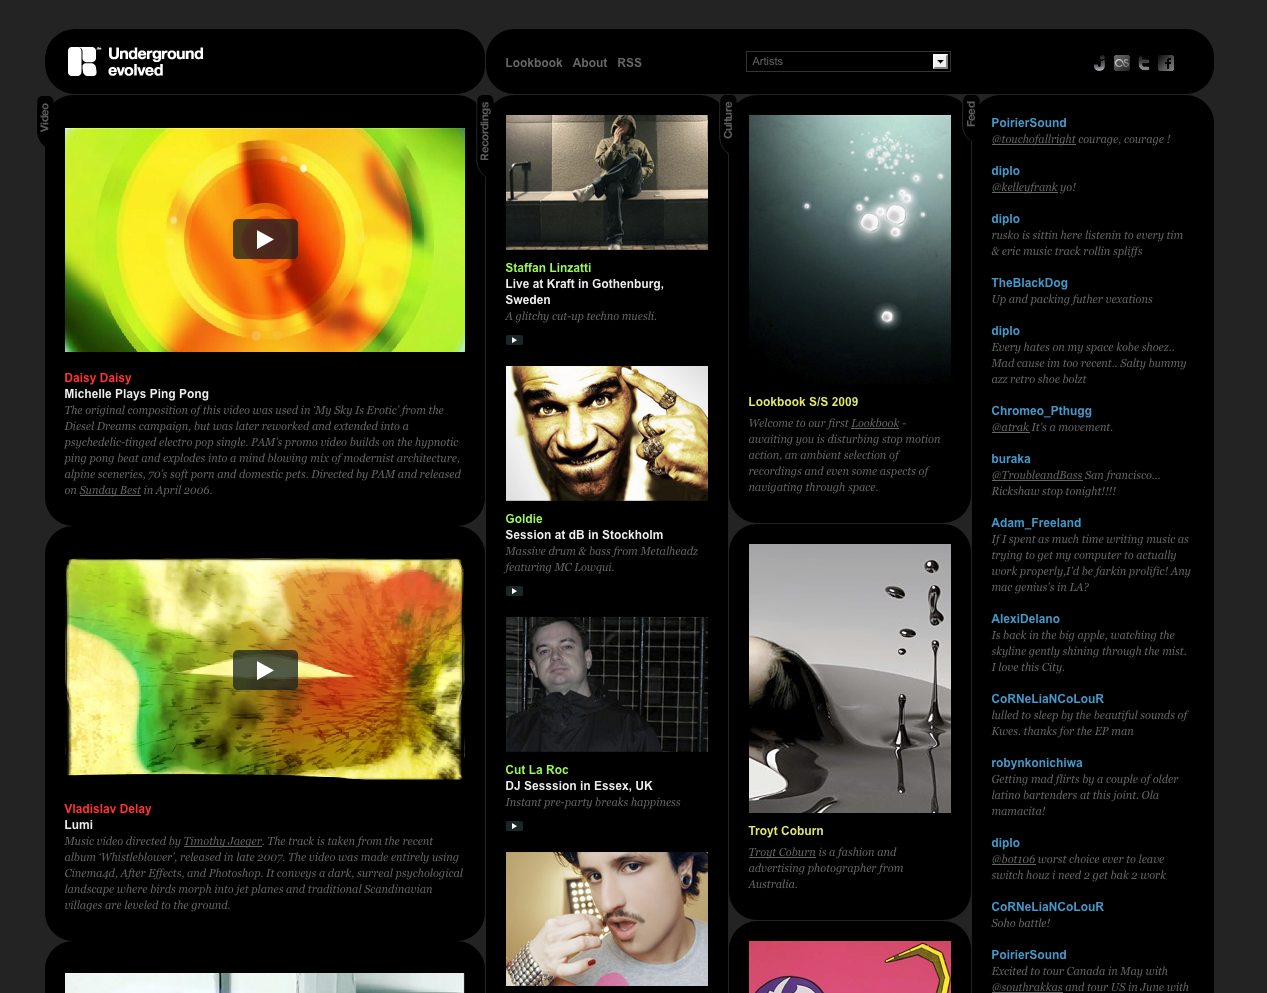 Underground
evolved
Lookbook About RSS
Artists
Video
Daisy Daisy
Michelle Plays Ping Pong
The original composition of this video was used in ‘My Sky Is Erotic’ from the
Diesel Dreams campaign, but was later reworked and extended into a
psychedelic-tinged electro pop single. PAM’s promo video builds on the hypnotic
ping pong beat and explodes into a mind blowing mix of modernist architecture,
alpine sceneries, 70’s soft porn and domestic pets. Directed by PAM and released
on Sunday Best in April 2006.
Vladislav Delay
Lumi
Music video directed by Timothy Jaeger. The track is taken from the recent
album ‘Whistleblower’, released in late 2007. The video was made entirely using
Cinema4d, After Effects, and Photoshop. It conveys a dark, surreal psychological
landscape where birds morph into jet planes and traditional Scandinavian
villages are leveled to the ground.
Recordings
Staffan Linzatti
Live at Kraft in Gothenburg,
Sweden
A glitchy cut-up techno muesli.
Goldie
Session at dB in Stockholm
Massive drum & bass from Metalheadz
featuring MC Lowqui.
Cut La Roc
DJ Sesssion in Essex, UK
Instant pre-party breaks happiness
Culture
Lookbook S/S 2009
Welcome to our first Lookbook -
awaiting you is disturbing stop motion
action, an ambient selection of
recordings and even some aspects of
navigating through space.
Troyt Coburn
Troyt Coburn is a fashion and
advertising photographer from
Australia.
Feed
PoirierSound
@touchofallright courage, courage !
diplo
@kelleyfrank yo!
diplo
rusko is sittin here listenin to every tim
& eric music track rollin spliffs
TheBlackDog
Up and packing futher vexations
diplo
Every hates on my space kobe shoez..
Mad cause im too recent.. Salty bummy
azz retro shoe bolzt
Chromeo_Pthugg
@atrak It's a movement.
buraka
@TroubleandBass San francisco...
Rickshaw stop tonight!!!!
Adam_Freeland
If I spent as much time writing music as
trying to get my computer to actually
work properly,I'd be farkin prolific! Any
mac genius's in LA?
AlexiDelano
Is back in the big apple, watching the
skyline gently shining through the mist.
I love this City.
CoRNeLiaNCoLouR
lulled to sleep by the beautiful sounds of
Kwes. thanks for the EP man
robynkonichiwa
Getting mad flirts by a couple of older
latino bartenders at this joint. Ola
mamacita!
diplo
@bot106 worst choice ever to leave
switch houz i need 2 get bak 2 work
CoRNeLiaNCoLouR
Soho battle!
PoirierSound
Excited to tour Canada in May with
@southrakkas and tour US in June with